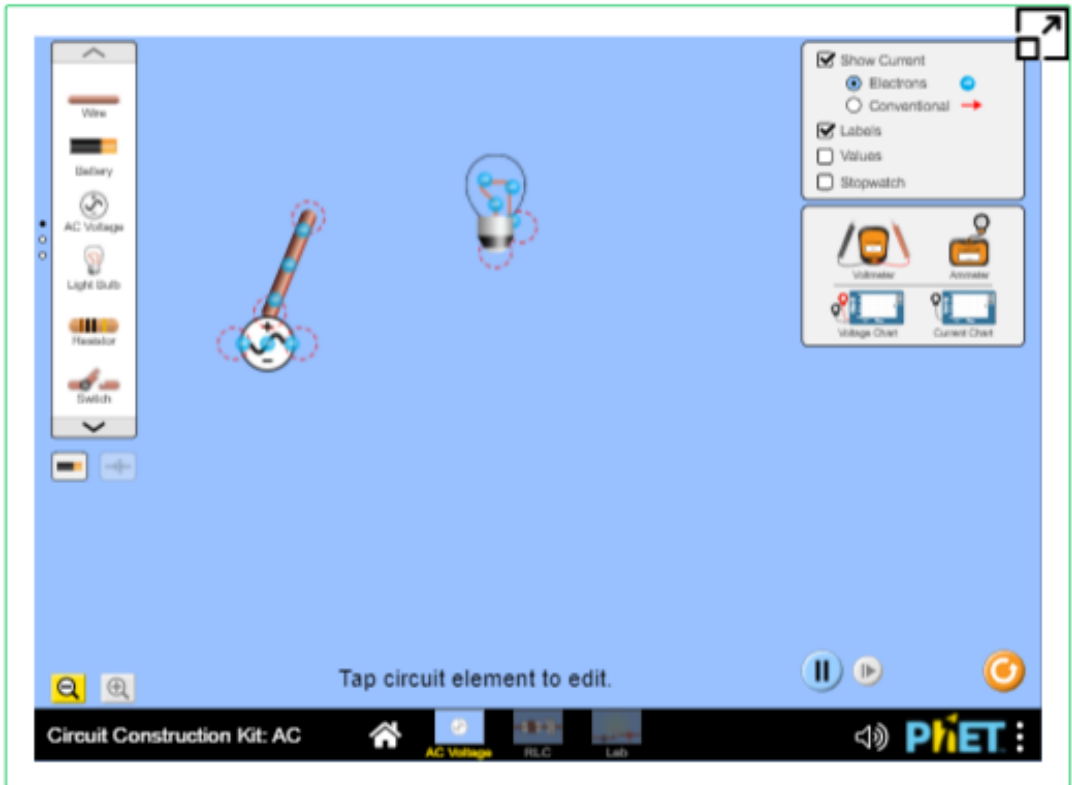 Wire
Battery
AC Voltage
Light Bulb
Resistor
Switch
Show Current
Electrons
Conventional
Labels
Values
Stopwatch
Voltmeter
Ammeter
Voltage Chart
Current Chart
Tap circuit element to edit.
Circuit Construction Kit: AC
AC Voltage
RLC
Lab
PhET